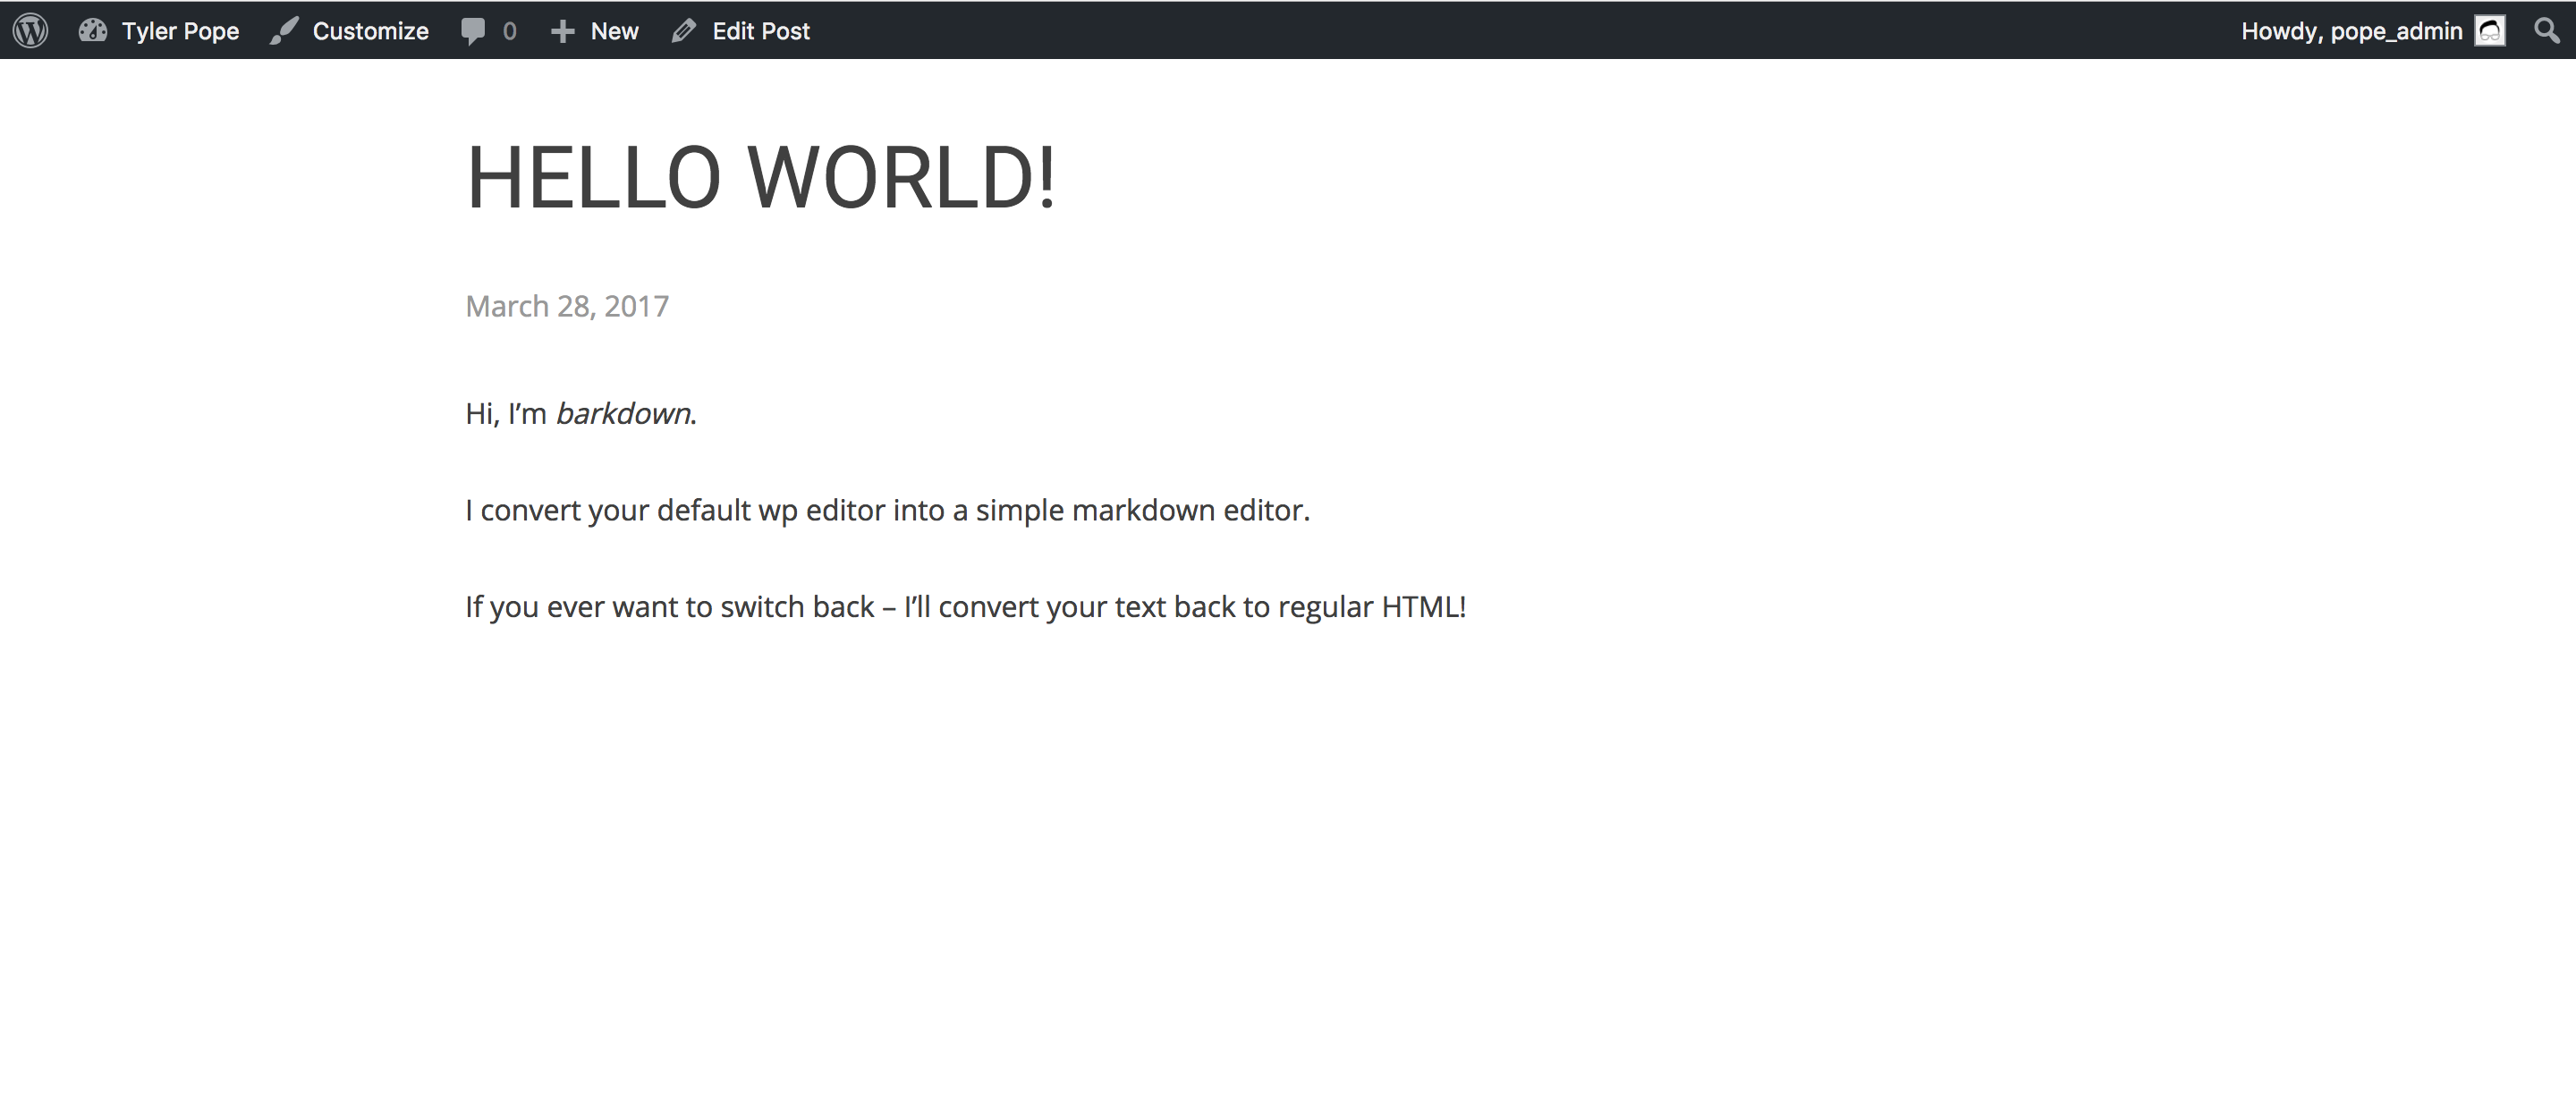 Tyler Pope Customize 0 New Edit Post Howdy, pope_admin
HELLO WORLD!
March 28, 2017
Hi, I’m barkdown.
I convert your default wp editor into a simple markdown editor.
If you ever want to switch back – I’ll convert your text back to regular HTML!